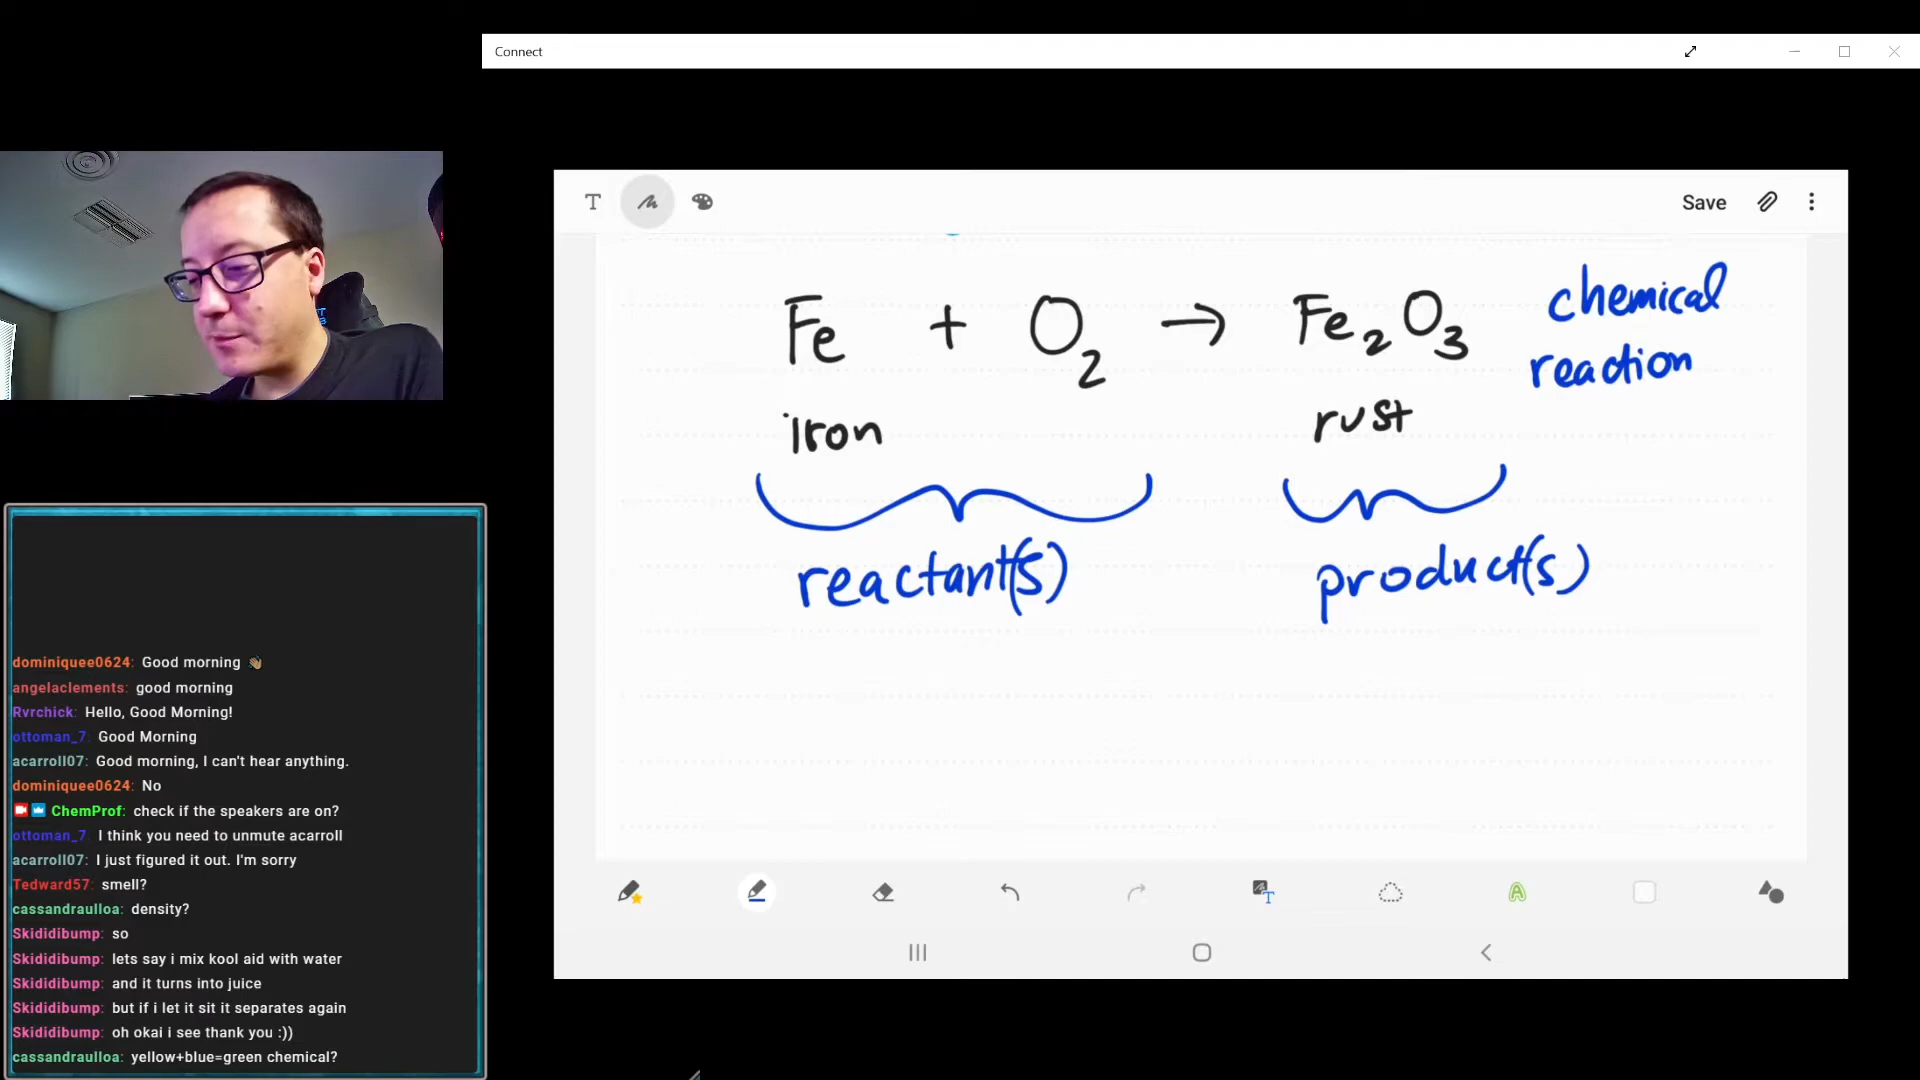 Connect
T
Save
Fe + O2 → Fe2O3 chemical
reaction
iron rust
reactant(s) product(s)
dominiquee0624: Good morning 👋🏽
angelaclements: good morning
Rvrchick: Hello, Good Morning!
ottoman_7: Good Morning
acarroll07: Good morning, I can't hear anything.
dominiquee0624: No
ChemProf: check if the speakers are on?
ottoman_7: I think you need to unmute acarroll
acarroll07: I just figured it out. I'm sorry
Tedward57: smell?
cassandraulloa: density?
Skididibump: so
Skididibump: lets say i mix kool aid with water
Skididibump: and it turns into juice
Skididibump: but if i let it sit it separates again
Skididibump: oh okai i see thank you :))
cassandraulloa: yellow+blue=green chemical?
T
A